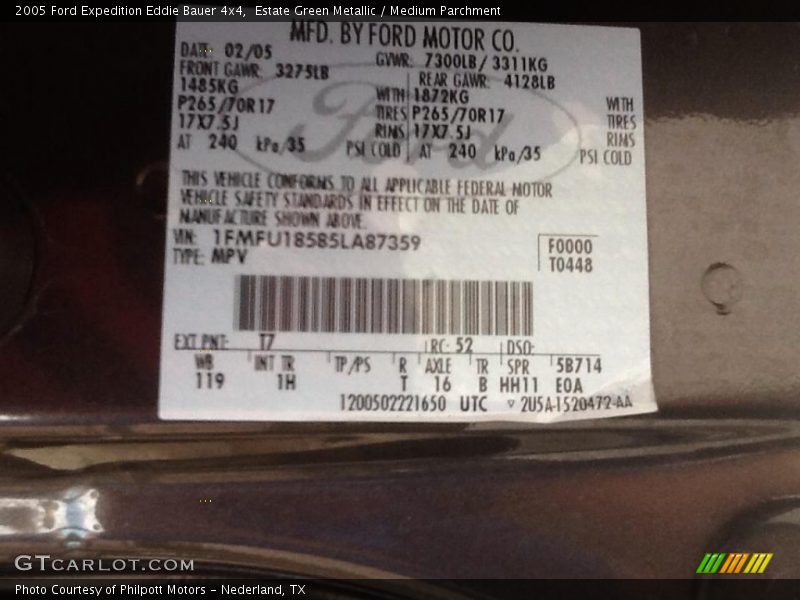 2005 Ford Expedition Eddie Bauer 4x4, Estate Green Metallic / Medium Parchment
MFD. BY FORD MOTOR CO.
DATE: 02/05 GVWR: 7300LB/ 3311KG
FRONT GAWR: 3275LB REAR GAWR: 4128LB
1485KG WITH 1872KG WITH
P265/70R17 TIRES P265/70R17 TIRES
17X7.5J RIMS 17X7.5J RIMS
AT 240 kPa/35 PSI COLD AT 240 kPa/35 PSI COLD
THIS VEHICLE CONFORMS TO ALL APPLICABLE FEDERAL MOTOR
VEHICLE SAFETY STANDARDS IN EFFECT ON THE DATE OF
MANUFACTURE SHOWN ABOVE.
VIN: 1FMFU18585LA87359 F0000
TYPE: MPV T0448
EXT PNT: T7 RC: 52 DSO:
WB INT TR TP/PS R AXLE TR SPR 5B714
119 1H T 16 B HH11 E0A
1200502221650 UTC ▽ 2U5A-1520472-AA
Ford
GTCARLOT.COM
Photo Courtesy of Philpott Motors - Nederland, TX